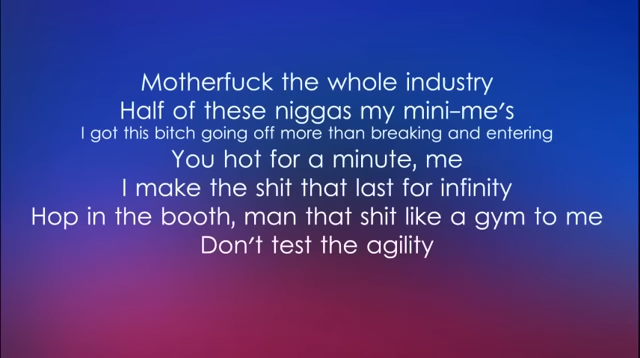 Motherfuck the whole industry
Half of these niggas my mini-me's
I got this bitch going off more than breaking and entering
You hot for a minute, me
I make the shit that last for infinity
Hop in the booth, man that shit like a gym to me
Don't test the agility